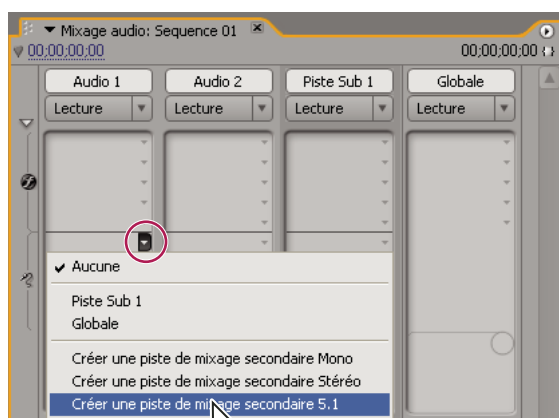 Mixage audio: Sequence 01
00;00;00;00
00;00;00;00
Audio 1
Audio 2
Piste Sub 1
Globale
Lecture
Lecture
Lecture
Lecture
Aucune
Piste Sub 1
Globale
Créer une piste de mixage secondaire Mono
Créer une piste de mixage secondaire Stéréo
Créer une piste de mixage secondaire 5.1